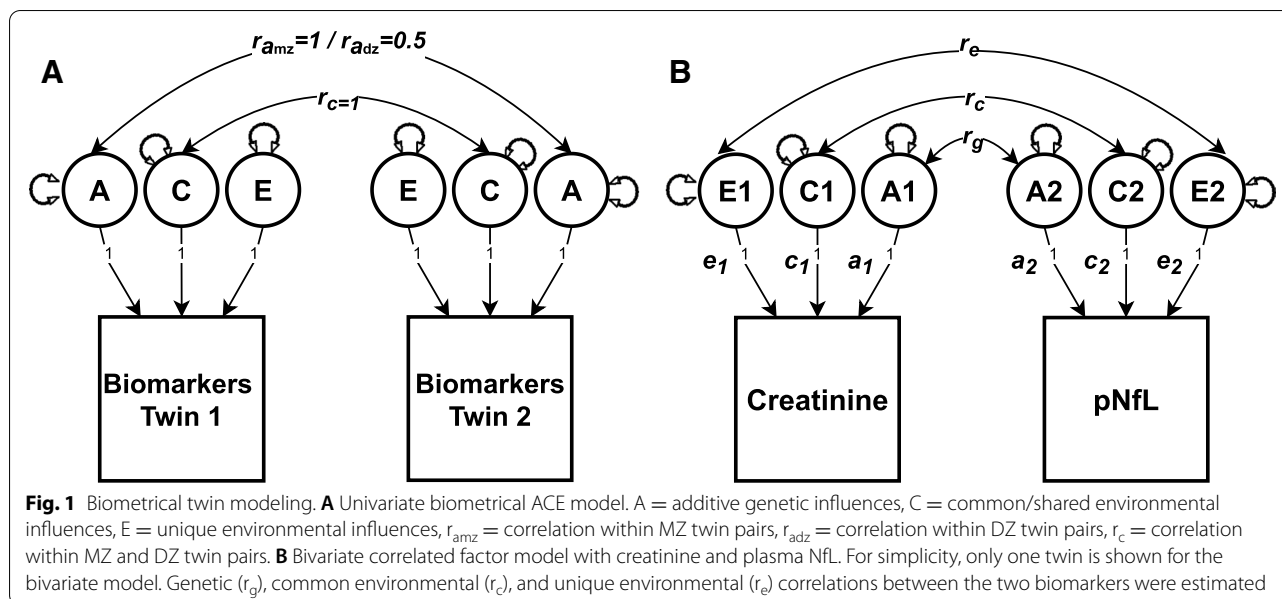 A
r_amz=1 / r_adz=0.5
r_c=1
A C E E C A
1 1 1 1 1 1
Biomarkers Twin 1
Biomarkers Twin 2
B
r_e
r_c
r_g
E1 C1 A1 A2 C2 E2
1 1 1 1 1 1
e_1 c_1 a_1 a_2 c_2 e_2
Creatinine
pNfL
Fig. 1 Biometrical twin modeling. A Univariate biometrical ACE model. A = additive genetic influences, C = common/shared environmental
influences, E = unique environmental influences, r_amz = correlation within MZ twin pairs, r_adz = correlation within DZ twin pairs, r_c = correlation
within MZ and DZ twin pairs. B Bivariate correlated factor model with creatinine and plasma NfL. For simplicity, only one twin is shown for the
bivariate model. Genetic (r_g), common environmental (r_c), and unique environmental (r_e) correlations between the two biomarkers were estimated